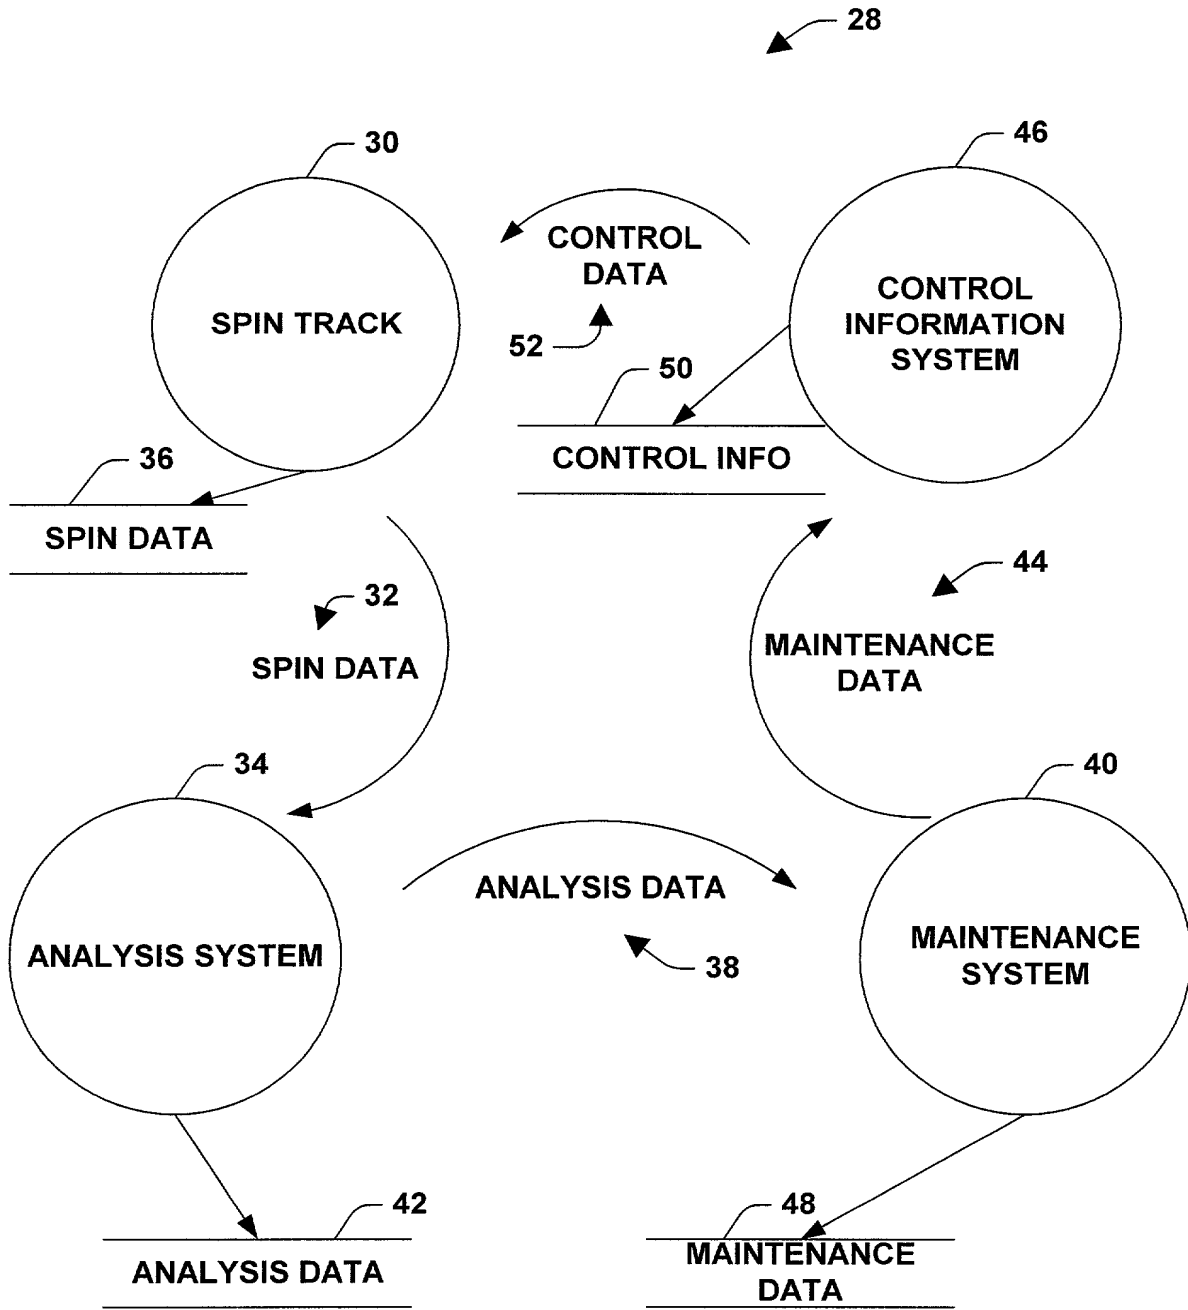 28
30
46
CONTROL
DATA
SPIN TRACK
CONTROL
INFORMATION
SYSTEM
52
50
36
CONTROL INFO
SPIN DATA
32
44
SPIN DATA
MAINTENANCE
DATA
34
40
ANALYSIS DATA
ANALYSIS SYSTEM
38
MAINTENANCE
SYSTEM
42
48
ANALYSIS DATA
MAINTENANCE
DATA